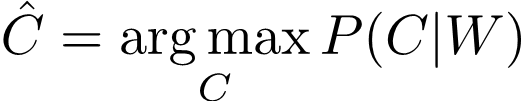 Ĉ = arg max P(C|W)
C